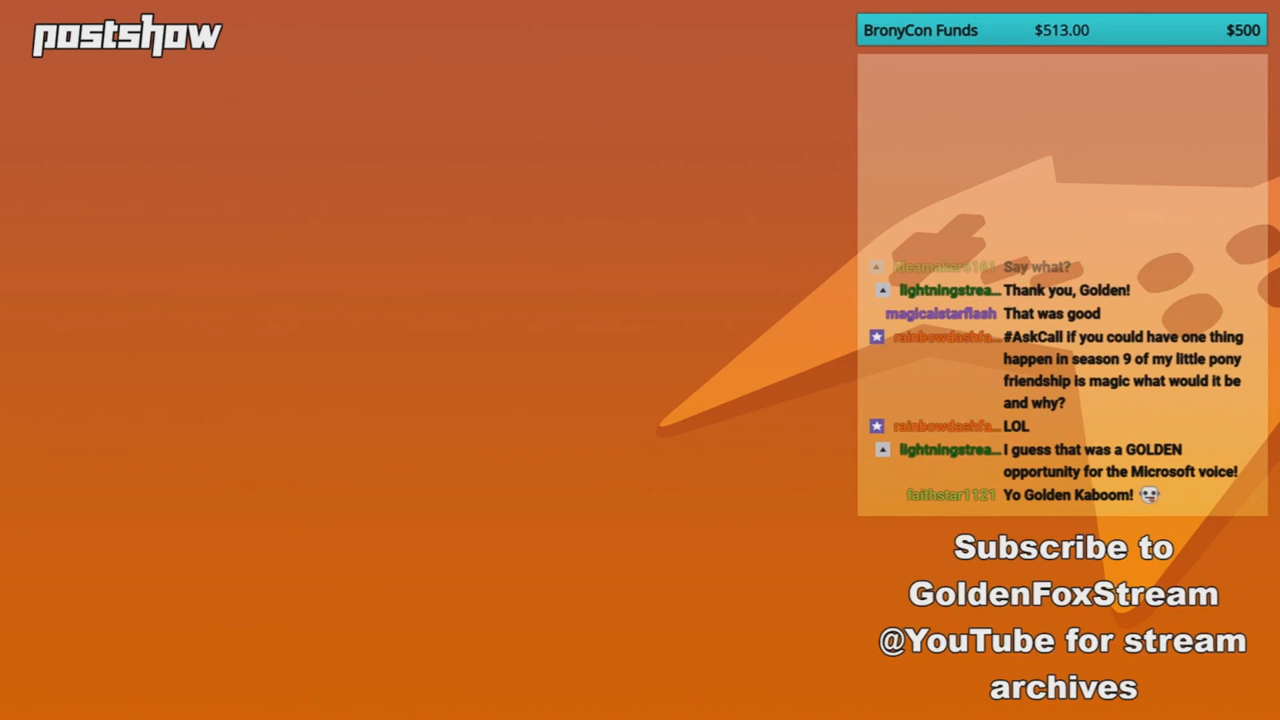 postshow
BronyCon Funds $513.00 $500
ideamaker6161 Say what?
lightningstrea... Thank you, Golden!
magicalstarflash That was good
rainbowdashfa... #AskCall if you could have one thing
happen in season 9 of my little pony
friendship is magic what would it be
and why?
rainbowdashfa... LOL
lightningstrea... I guess that was a GOLDEN
opportunity for the Microsoft voice!
faithstar1121 Yo Golden Kaboom!
Subscribe to
GoldenFoxStream
@YouTube for stream
archives